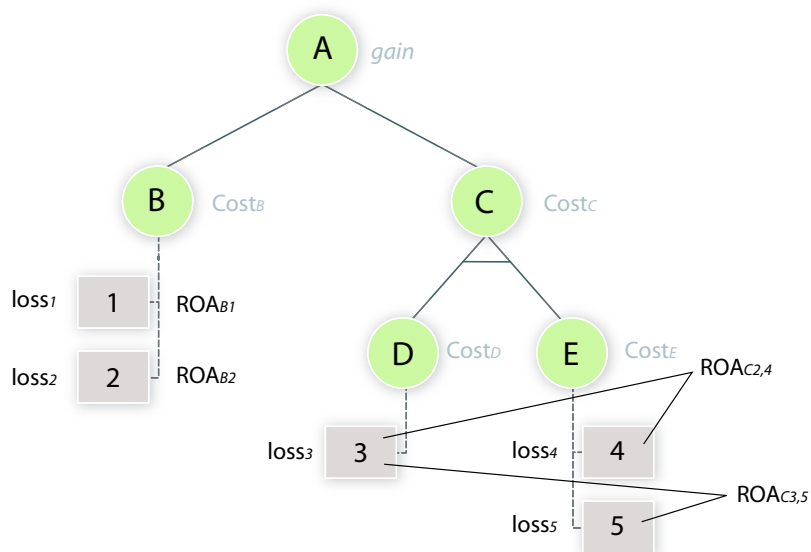 A gain
B CostB
C CostC
loss1 1 ROAB1
loss2 2 ROAB2
D CostD
E CostE
ROAC2,4
loss3 3
loss4 4
ROAC3,5
loss5 5